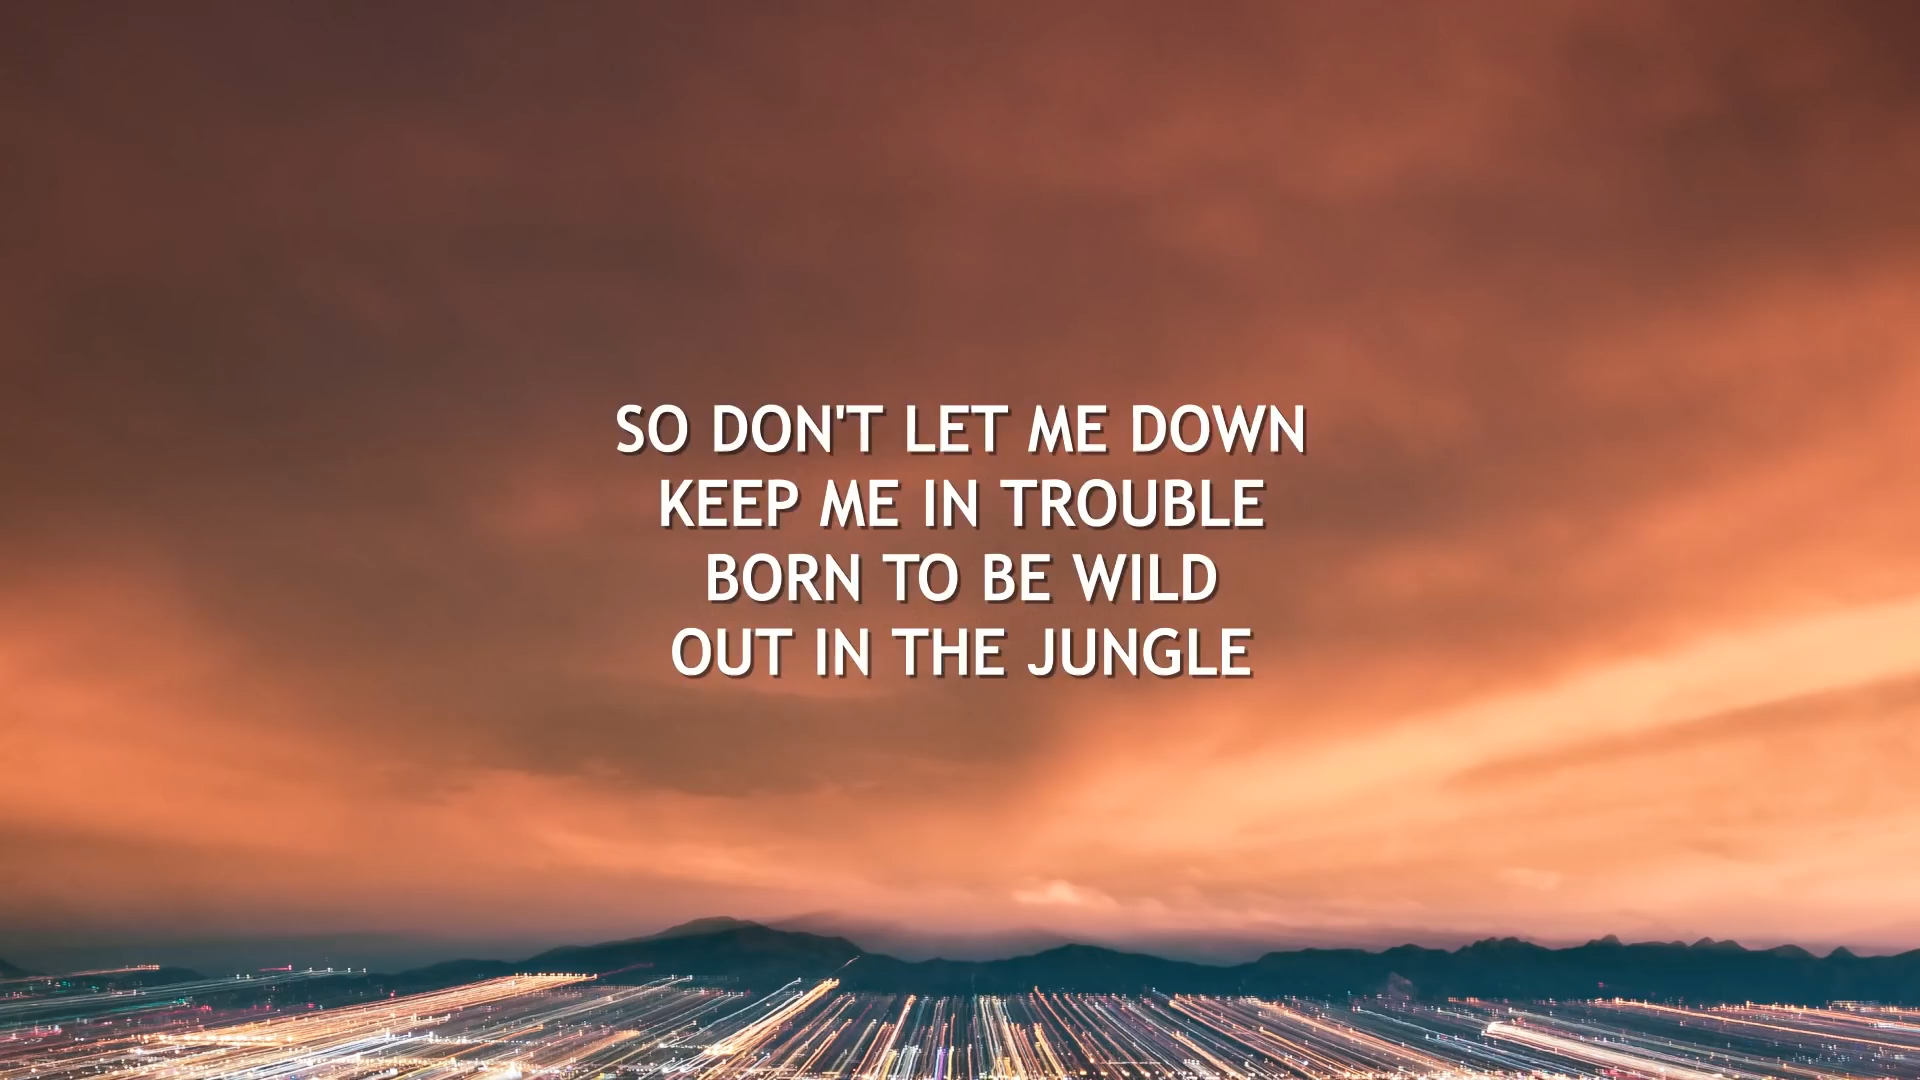 SO DON'T LET ME DOWN
KEEP ME IN TROUBLE
BORN TO BE WILD
OUT IN THE JUNGLE